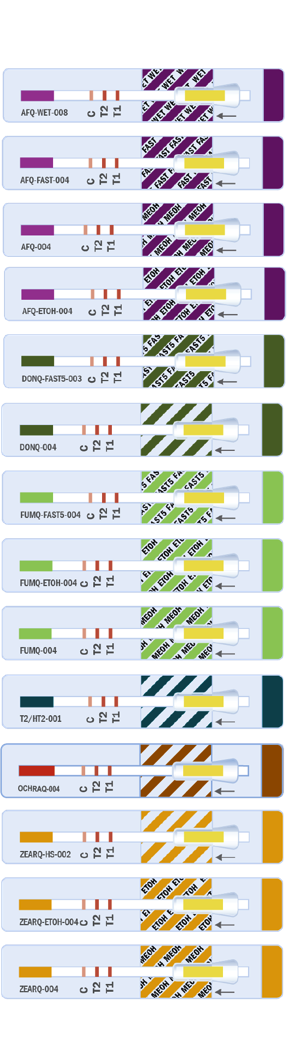 WET WET WET
C T2 T1
AFQ-WET-008
FAST FAST FAST
C T2 T1
AFQ-FAST-004
MEOH MEOH MEOH
C T2 T1
AFQ-004
ETOH ETOH ETOH
C T2 T1
AFQ-ETOH-004
FAST5 FAST5 FAST5
C T2 T1
DONQ-FAST5-003
C T2 T1
DONQ-004
FAST5 FAST5 FAST5
C T2 T1
FUMQ-FAST5-004
ETOH ETOH ETOH
C T2 T1
FUMQ-ETOH-004
MEOH MEOH MEOH
C T2 T1
FUMQ-004
C T2 T1
T2/HT2-001
C T2 T1
OCHRAQ-004
C T2 T1
ZEARQ-HS-002
ETOH ETOH ETOH
C T2 T1
ZEARQ-ETOH-004
MEOH MEOH MEOH
C T2 T1
ZEARQ-004